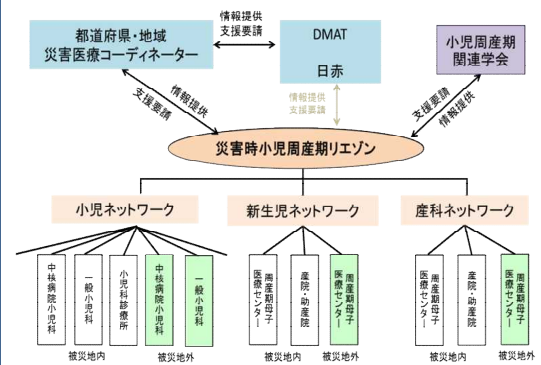 都道府県・地域
災害医療コーディネーター
情報提供
支援要請
DMAT
日赤
小児周産期
関連学会
情報提供
支援要請
情報提供
支援要請
支援要請
情報提供
災害時小児周産期リエゾン
小児ネットワーク
新生児ネットワーク
産科ネットワーク
中核病院小児科
一般小児科
小児科診療所
中核病院小児科
一般小児科
周産期母子
医療センター
産院・助産院
周産期母子
医療センター
周産期母子
医療センター
産院・助産院
周産期母子
医療センター
被災地内
被災地外
被災地内
被災地外
被災地内
被災地外